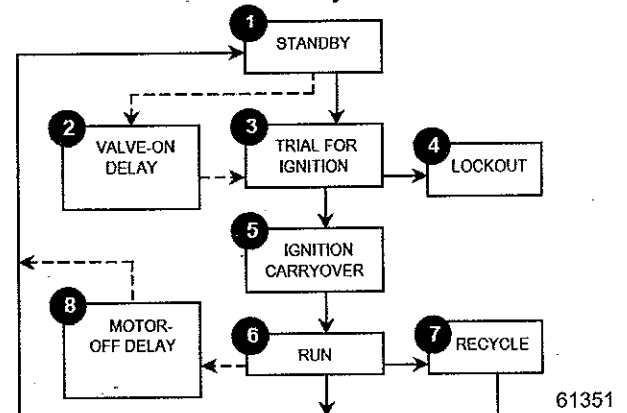 1
STANDBY
2
VALVE-ON
DELAY
3
TRIAL FOR
IGNITION
4
LOCKOUT
5
IGNITION
CARRYOVER
8
MOTOR-
OFF DELAY
6
RUN
7
RECYCLE
61351